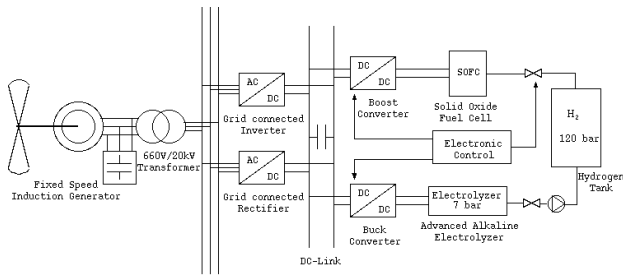 Fixed Speed
Induction Generator
660V/20kV
Transformer
AC
DC
Grid connected
Inverter
AC
DC
Grid connected
Rectifier
DC-Link
DC
DC
Boost
Converter
SOFC
Solid Oxide
Fuel Cell
Electronic
Control
DC
DC
Buck
Converter
Electrolyzer
7 bar
Advanced Alkaline
Electrolyzer
H₂
120 bar
Hydrogen
Tank